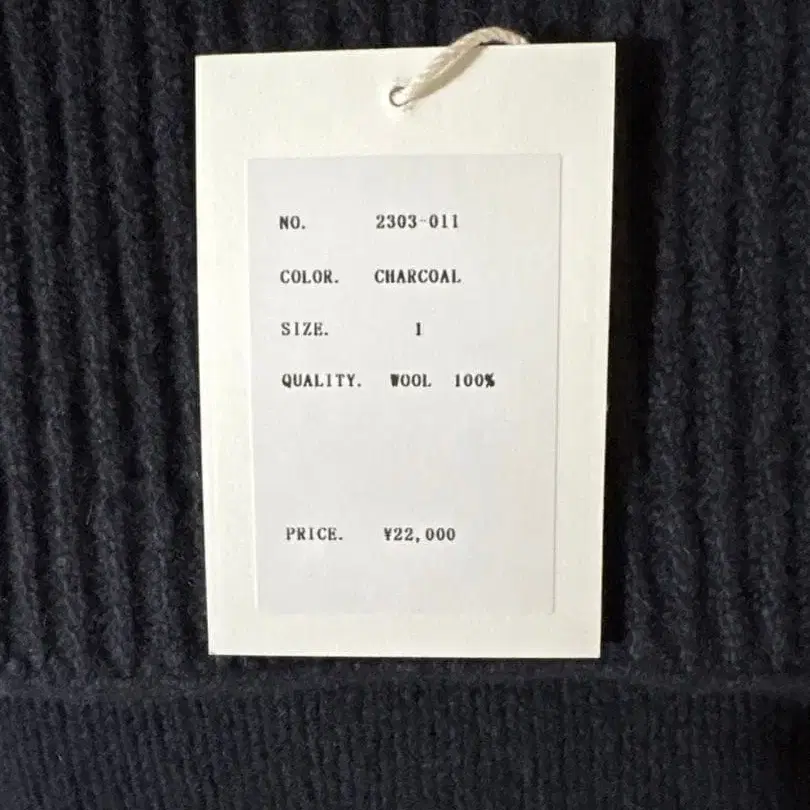 NO. 2303-011
COLOR. CHARCOAL
SIZE. 1
QUALITY. WOOL 100%
PRICE. ¥22,000